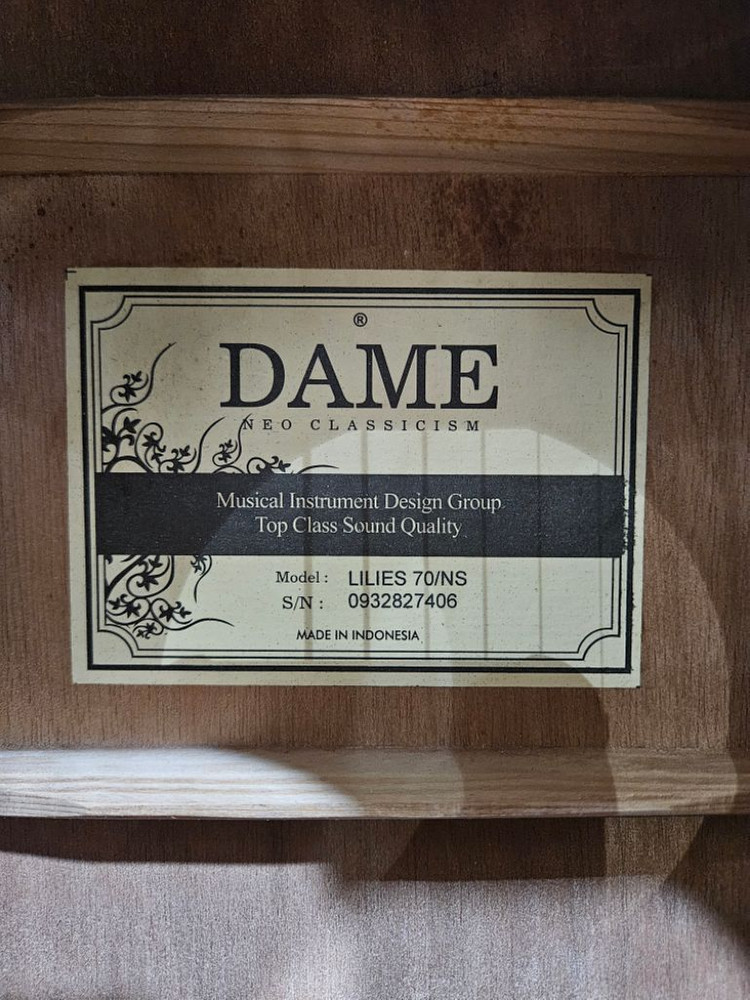 ®
DAME
NEO CLASSICISM
Musical Instrument Design Group
Top Class Sound Quality
Model : LILIES 70/NS
S/N : 0932827406
MADE IN INDONESIA